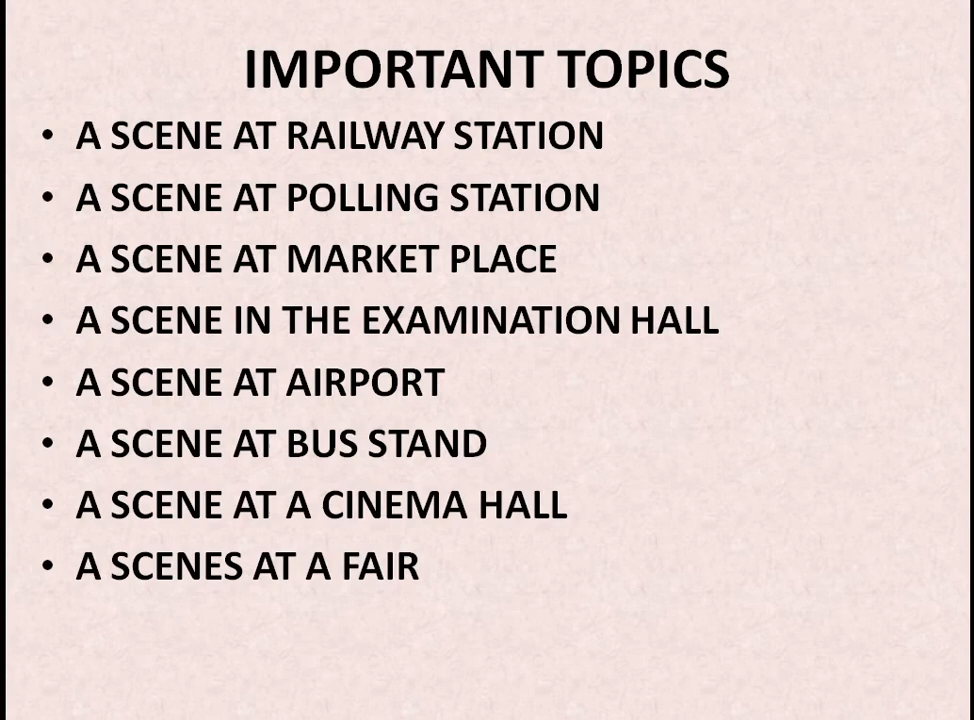 IMPORTANT TOPICS
• A SCENE AT RAILWAY STATION
• A SCENE AT POLLING STATION
• A SCENE AT MARKET PLACE
• A SCENE IN THE EXAMINATION HALL
• A SCENE AT AIRPORT
• A SCENE AT BUS STAND
• A SCENE AT A CINEMA HALL
• A SCENES AT A FAIR